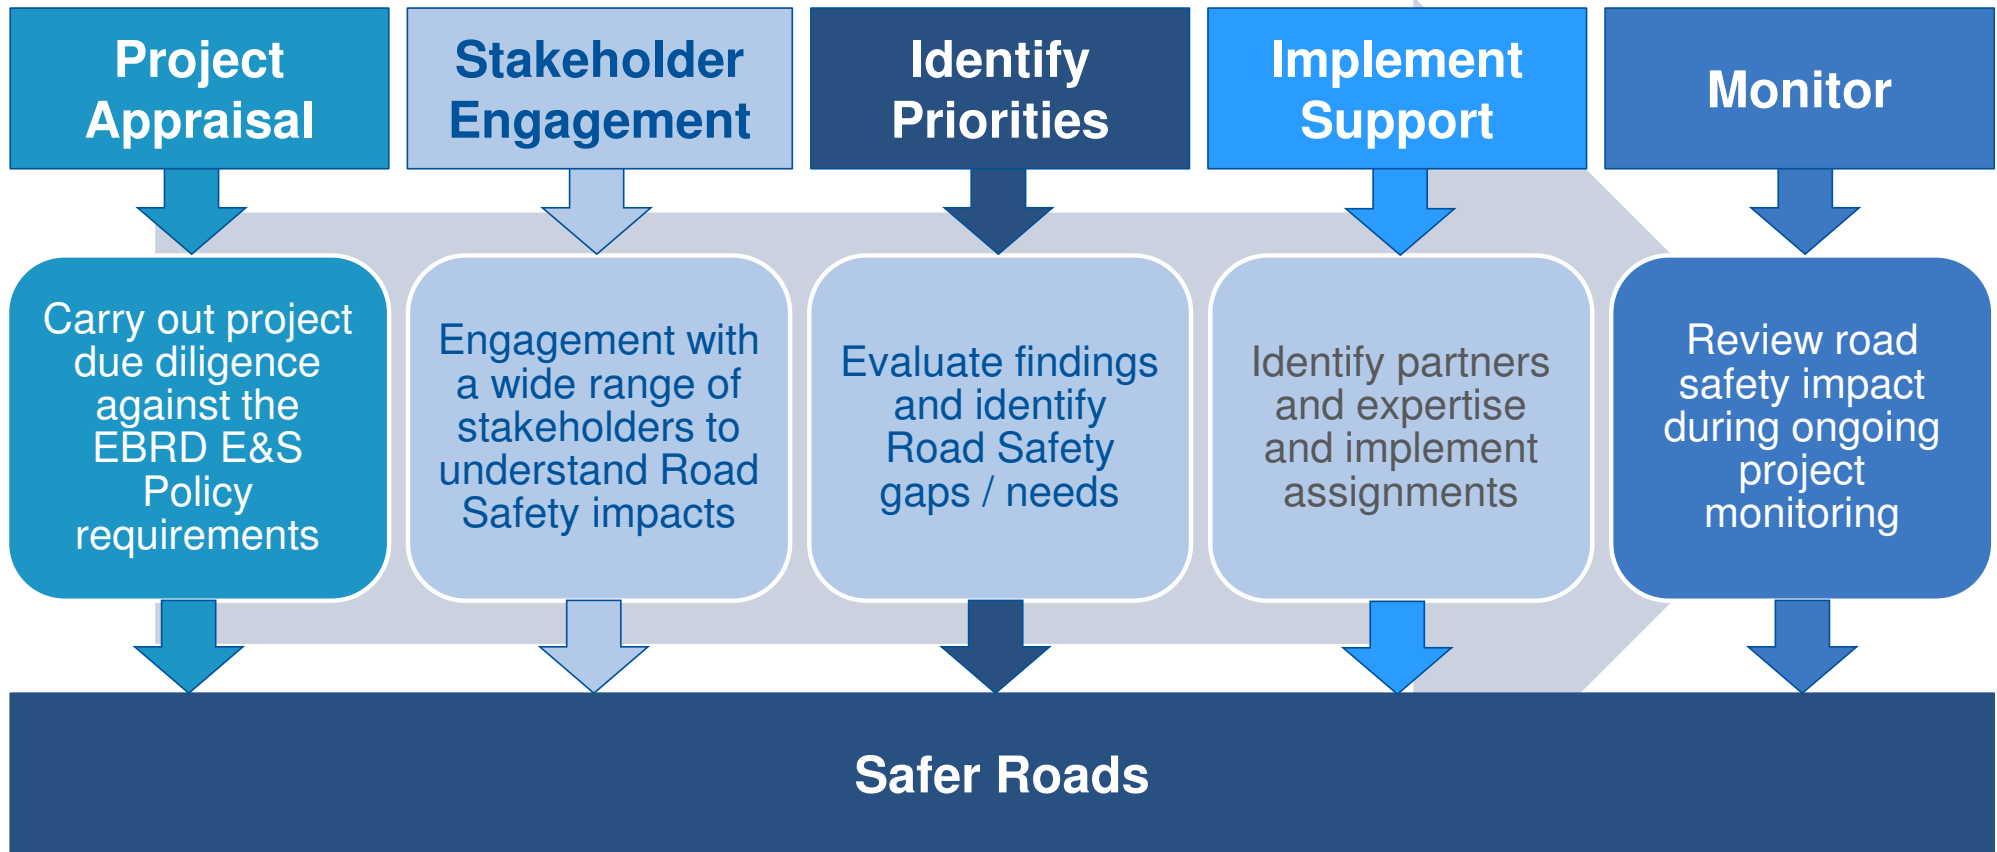 Project
Appraisal
Stakeholder
Engagement
Identify
Priorities
Implement
Support
Monitor
Carry out project
due diligence
against the
EBRD E&S
Policy
requirements
Engagement with
a wide range of
stakeholders to
understand Road
Safety impacts
Evaluate findings
and identify
Road Safety
gaps / needs
Identify partners
and expertise
and implement
assignments
Review road
safety impact
during ongoing
project
monitoring
Safer Roads